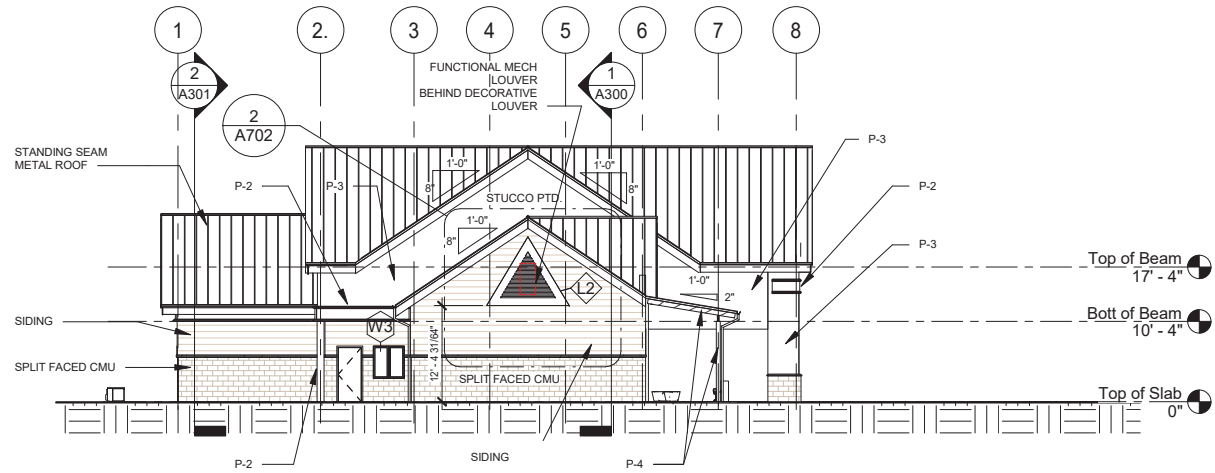 1
2.
3
4
5
6
7
8
2
A301
FUNCTIONAL MECH
LOUVER
BEHIND DECORATIVE
LOUVER
1
A300
2
A702
STANDING SEAM
METAL ROOF
P-2
P-3
1'-0"
8"
STUCCO PTD.
1'-0"
8"
1'-0"
8"
P-3
P-2
P-3
L2
1'-0"
2"
Top of Beam
17' - 4"
Bott of Beam
10' - 4"
Top of Slab
0"
SIDING
W3
12' - 4 31/64"
SPLIT FACED CMU
SPLIT FACED CMU
P-2
SIDING
P-4